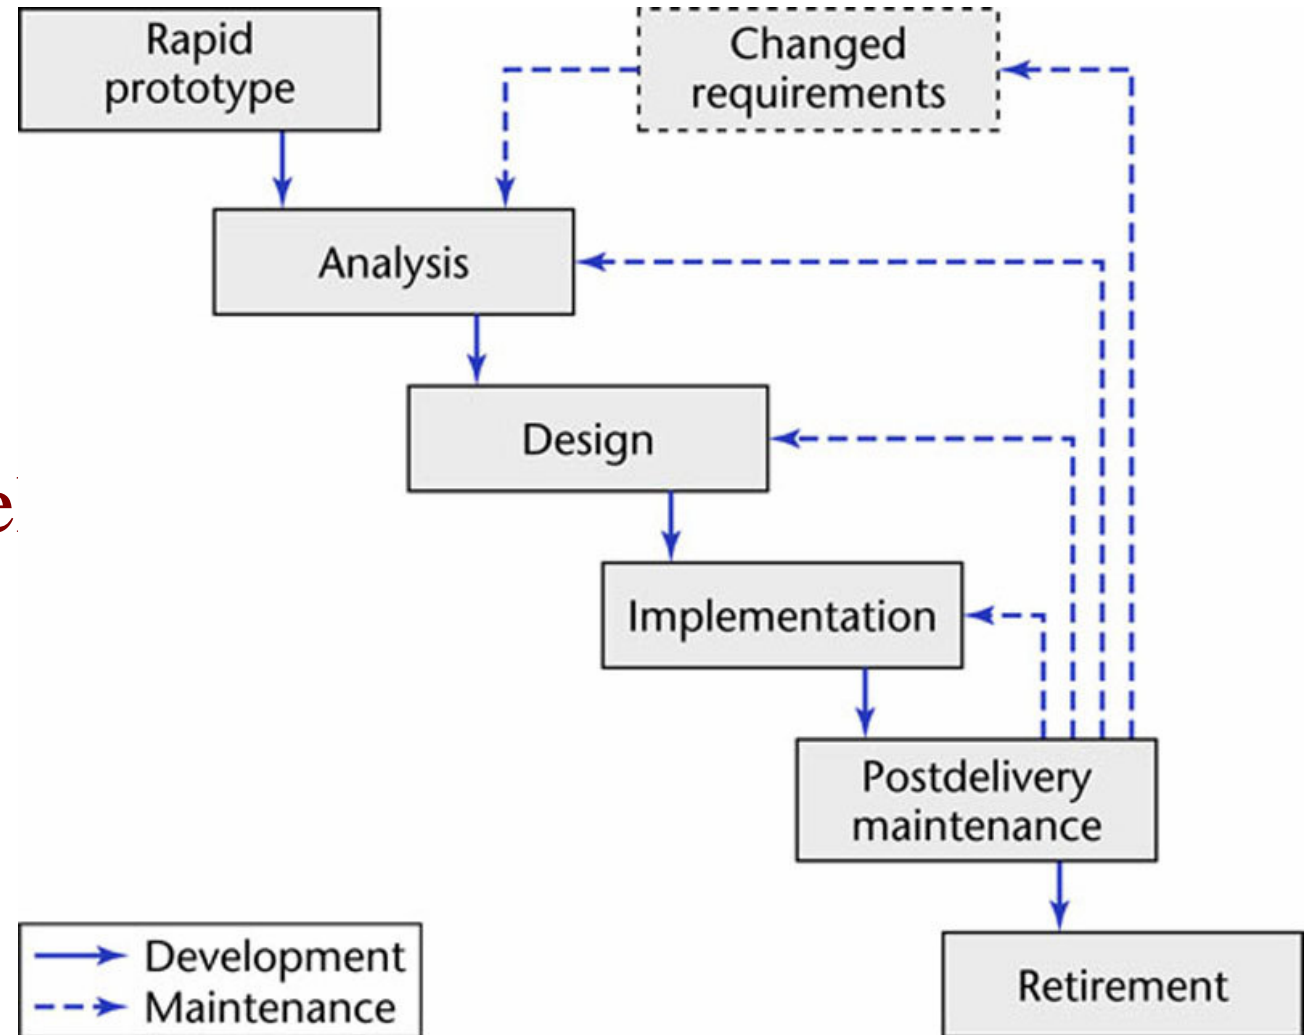 Rapid
prototype
Changed
requirements
Analysis
Design
e
Implementation
Postdelivery
maintenance
Retirement
Development
Maintenance